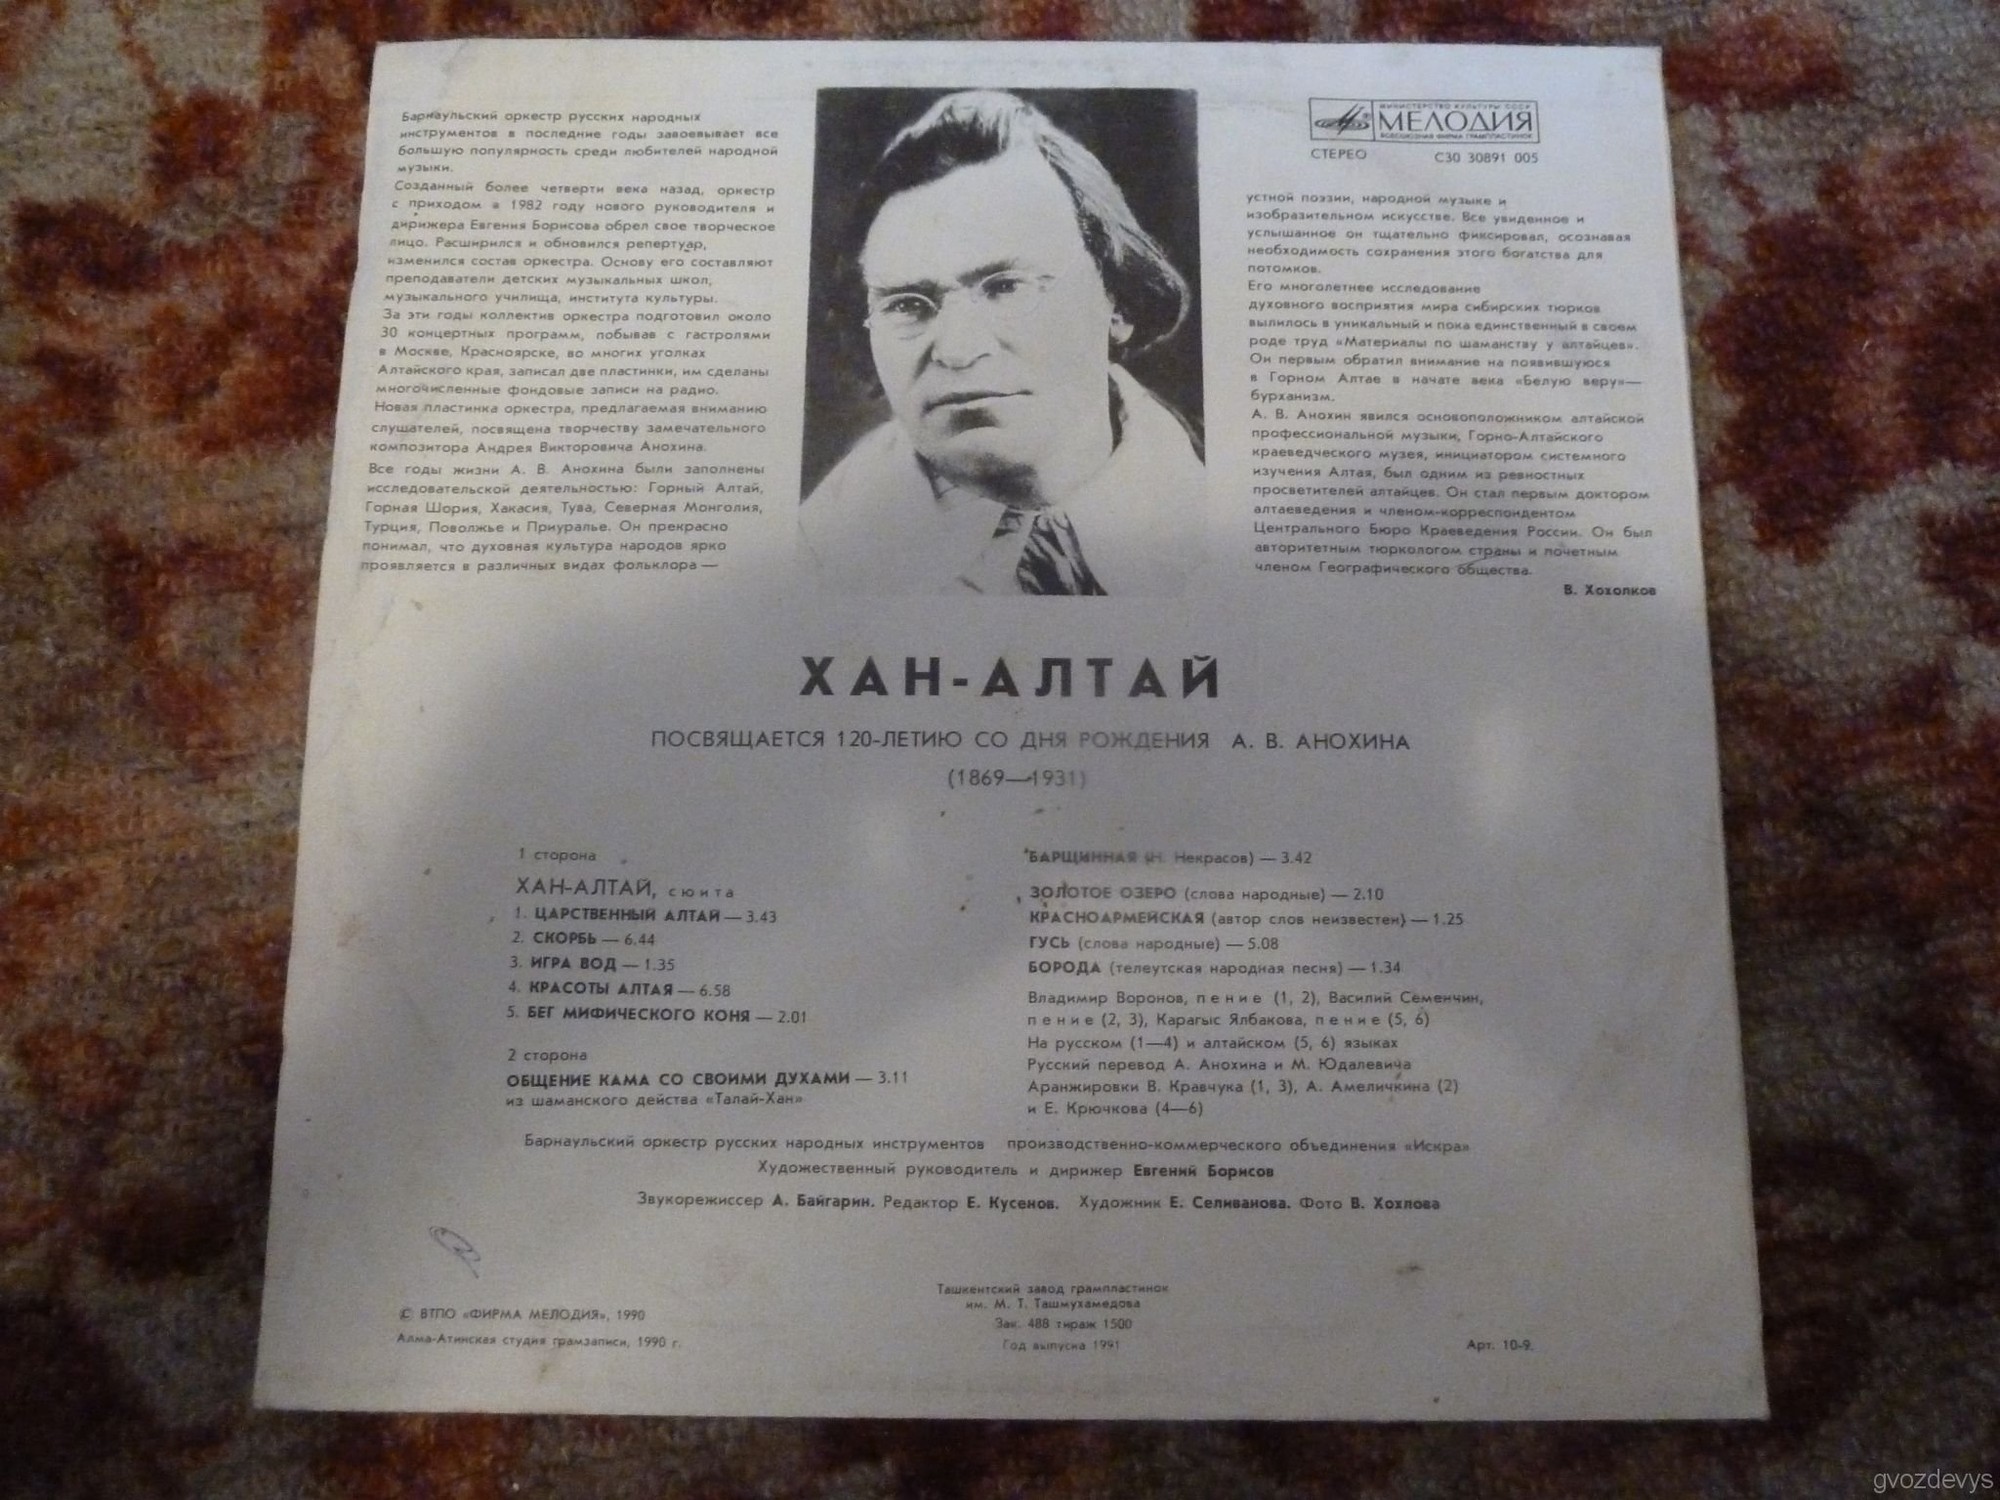 Барнаульский оркестр русских народных
инструментов в последние годы завоевывает все
большую популярность среди любителей народной
музыки.
Созданный более четверти века назад, оркестр
с приходом в 1982 году нового руководителя и
дирижера Евгения Борисова обрел свое творческое
лицо. Расширился и обновился репертуар,
изменился состав оркестра. Основу его составляют
преподаватели детских музыкальных школ,
музыкального училища, института культуры.
За эти годы коллектив оркестра подготовил около
30 концертных программ, побывав с гастролями
в Москве, Красноярске, во многих уголках
Алтайского края, записал две пластинки, им сделаны
многочисленные фондовые записи на радио.
Новая пластинка оркестра, предлагаемая вниманию
слушателей, посвящена творчеству замечательного
композитора Андрея Викторовича Анохина.
Все годы жизни А. В. Анохина были заполнены
исследовательской деятельностью: Горный Алтай,
Горная Шория, Хакасия, Тува, Северная Монголия,
Турция, Поволжье и Приуралье. Он прекрасно
понимал, что духовная культура народов ярко
проявляется в различных видах фольклора —
МИНИСТЕРСТВО КУЛЬТУРЫ СССР
МЕЛОДИЯ
ВСЕСОЮЗНАЯ ФИРМА ГРАМПЛАСТИНОК
СТЕРЕО С30 30891 005
устной поэзии, народной музыке и
изобразительном искусстве. Все увиденное и
услышанное он тщательно фиксировал, осознавая
необходимость сохранения этого богатства для
потомков.
Его многолетнее исследование
духовного восприятия мира сибирских тюрков
вылилось в уникальный и пока единственный в своем
роде труд «Материалы по шаманству у алтайцев».
Он первым обратил внимание на появившуюся
в Горном Алтае в начате века «Белую веру»—
бурханизм.
А. В. Анохин явился основоположником алтайской
профессиональной музыки, Горно-Алтайского
краеведческого музея, инициатором системного
изучения Алтая, был одним из ревностных
просветителей алтайцев. Он стал первым доктором
алтаеведения и членом-корреспондентом
Центрального Бюро Краеведения России. Он был
авторитетным тюркологом страны и почетным
членом Географического общества.
В. Хохолков
ХАН-АЛТАЙ
ПОСВЯЩАЕТСЯ 120-ЛЕТИЮ СО ДНЯ РОЖДЕНИЯ А. В. АНОХИНА
(1869—1931)
1 сторона
ХАН-АЛТАЙ, сюита
1. ЦАРСТВЕННЫЙ АЛТАЙ — 3.43
2. СКОРБЬ — 6.44
3. ИГРА ВОД — 1.35
4. КРАСОТЫ АЛТАЯ — 6.58
5. БЕГ МИФИЧЕСКОГО КОНЯ — 2.01
2 сторона
ОБЩЕНИЕ КАМА СО СВОИМИ ДУХАМИ — 3.11
из шаманского действа «Талай-Хан»
БАРЩИННАЯ (Н. Некрасов) — 3.42
ЗОЛОТОЕ ОЗЕРО (слова народные) — 2.10
КРАСНОАРМЕЙСКАЯ (автор слов неизвестен) — 1.25
ГУСЬ (слова народные) — 5.08
БОРОДА (телеутская народная песня) — 1.34
Владимир Воронов, пение (1, 2), Василий Семенчин,
пение (2, 3), Карагыс Ялбакова, пение (5, 6)
На русском (1—4) и алтайском (5, 6) языках
Русский перевод А. Анохина и М. Юдалевича
Аранжировки В. Кравчука (1, 3), А. Амеличкина (2)
и Е. Крючкова (4—6)
Барнаульский оркестр русских народных инструментов производственно-коммерческого объединения «Искра»
Художественный руководитель и дирижер Евгений Борисов
Звукорежиссер А. Байгарин. Редактор Е. Кусенов. Художник Е. Селиванова. Фото В. Хохлова
© ВТПО «ФИРМА МЕЛОДИЯ», 1990
Алма-Атинская студия грамзаписи, 1990 г.
Ташкентский завод грампластинок
им. М. Т. Ташмухамедова
Зак. 488 тираж 1500
Год выпуска 1991
Арт. 10-9.
gvozdevys